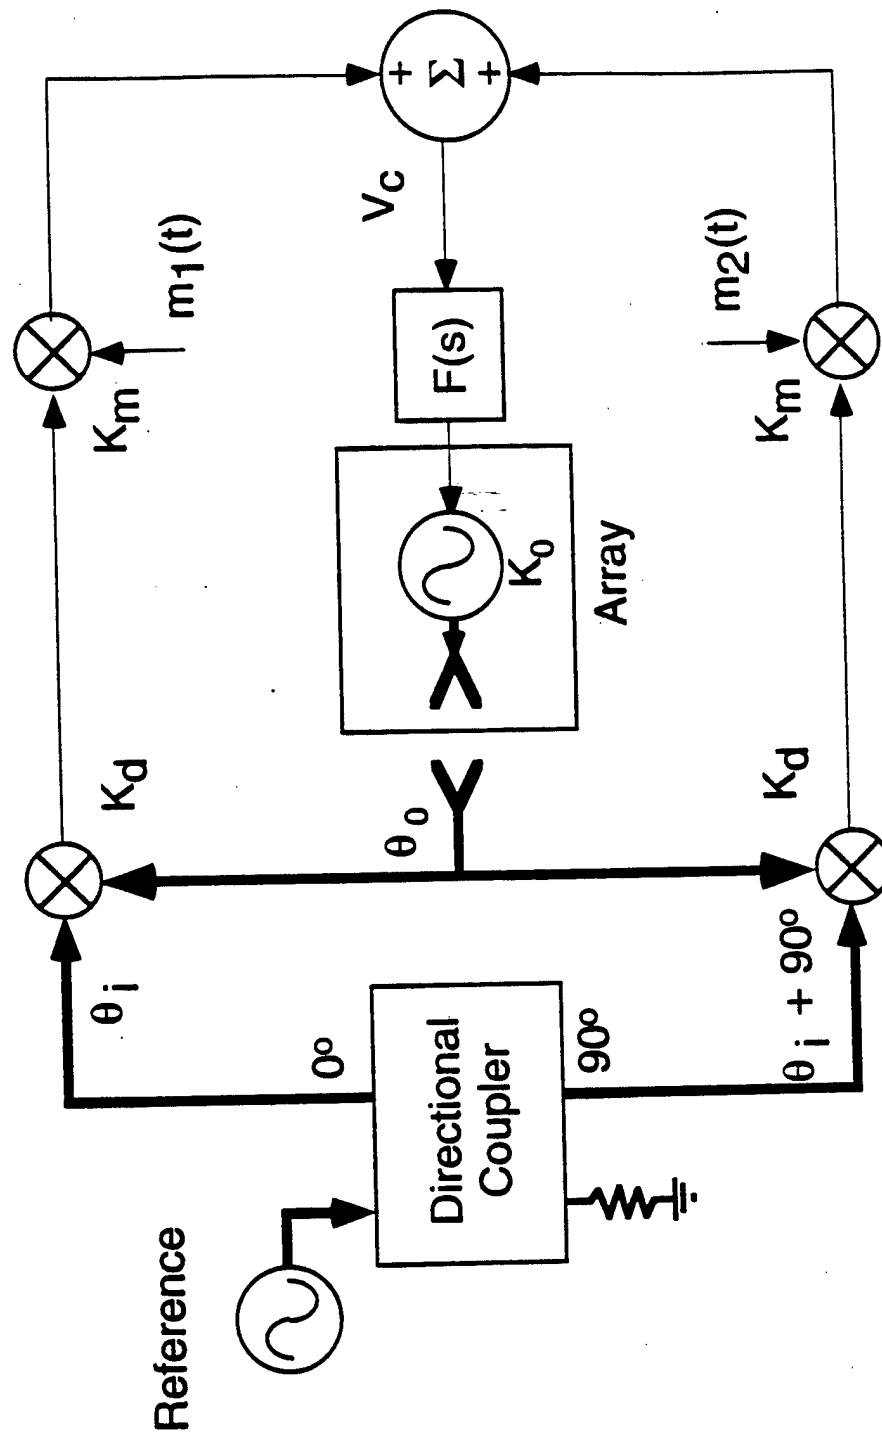 Reference
Directional
Coupler
0°
90°
θi
θi + 90°
θ0
Kd
Kd
Array
K0
F(s)
Vc
Km
Km
m1(t)
m2(t)
+ Σ +